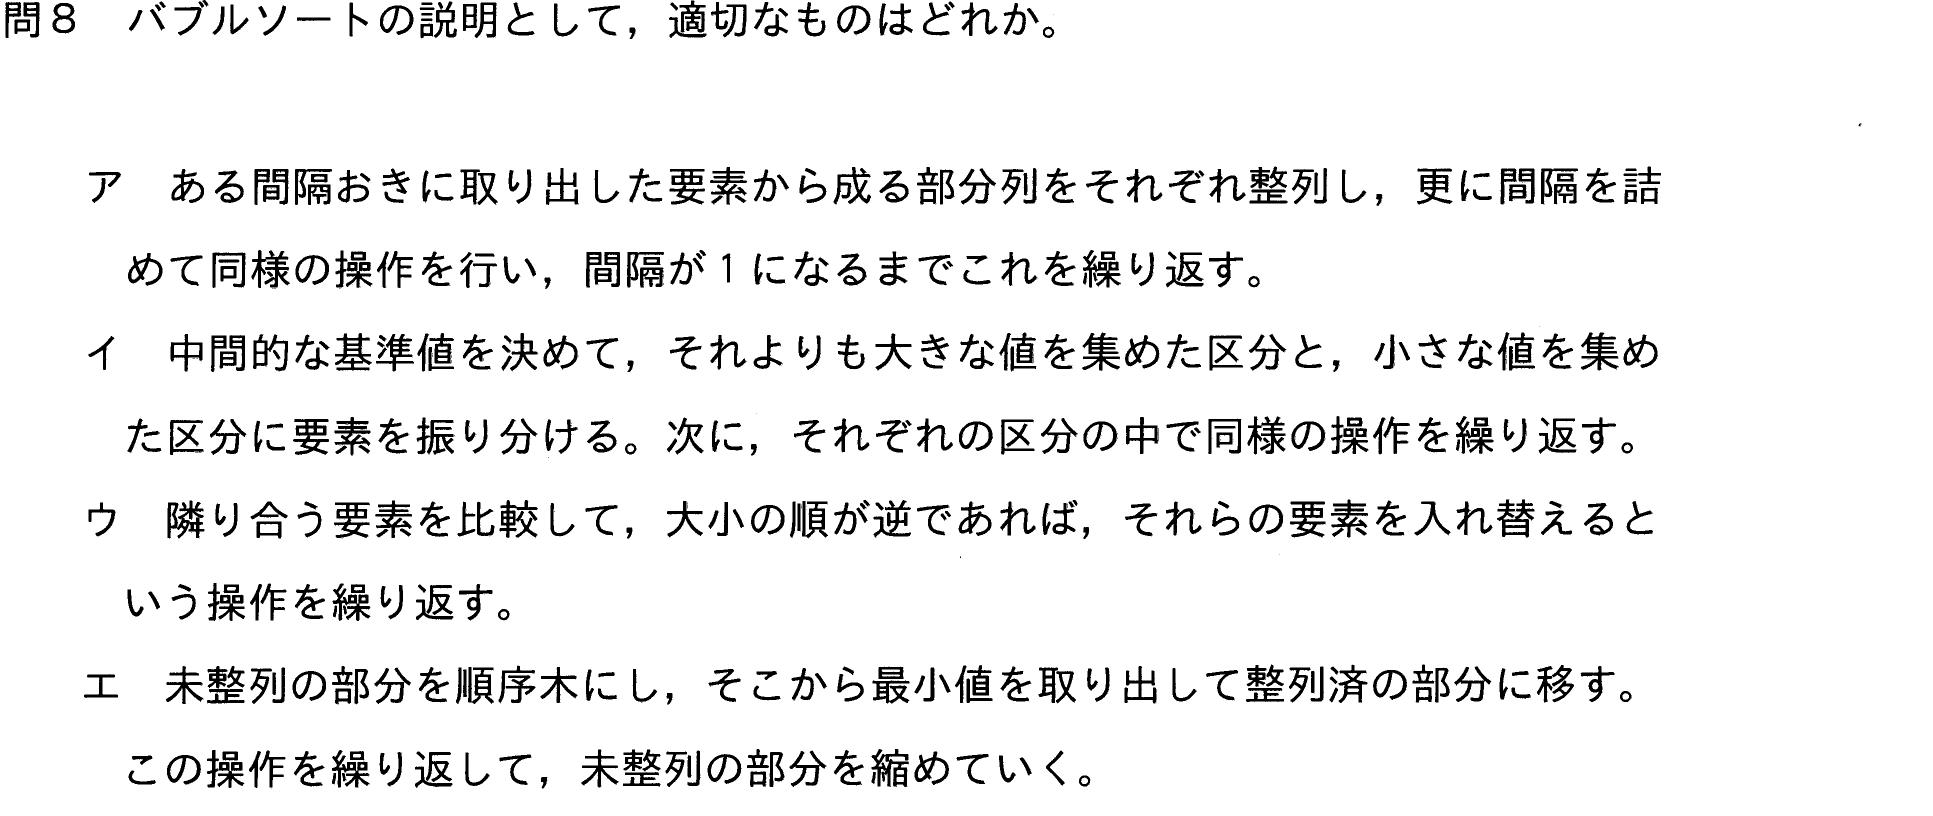 問8 バブルソートの説明として，適切なものはどれか。
ア ある間隔おきに取り出した要素から成る部分列をそれぞれ整列し，更に間隔を詰
めて同様の操作を行い，間隔が1になるまでこれを繰り返す。
イ 中間的な基準値を決めて，それよりも大きな値を集めた区分と，小さな値を集め
た区分に要素を振り分ける。次に，それぞれの区分の中で同様の操作を繰り返す。
ウ 隣り合う要素を比較して，大小の順が逆であれば，それらの要素を入れ替えると
いう操作を繰り返す。
エ 未整列の部分を順序木にし，そこから最小値を取り出して整列済の部分に移す。
この操作を繰り返して，未整列の部分を縮めていく。